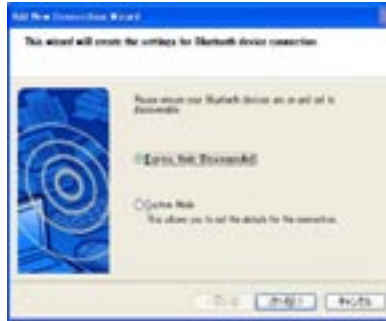 Add New Connection Wizard
This wizard will create the settings for Bluetooth device connection.
Please ensure your Bluetooth devices are on and set to
discoverable.
Express Mode (Recommended)
Custom Mode
This allows you to set the details for the connection.
キャンセル